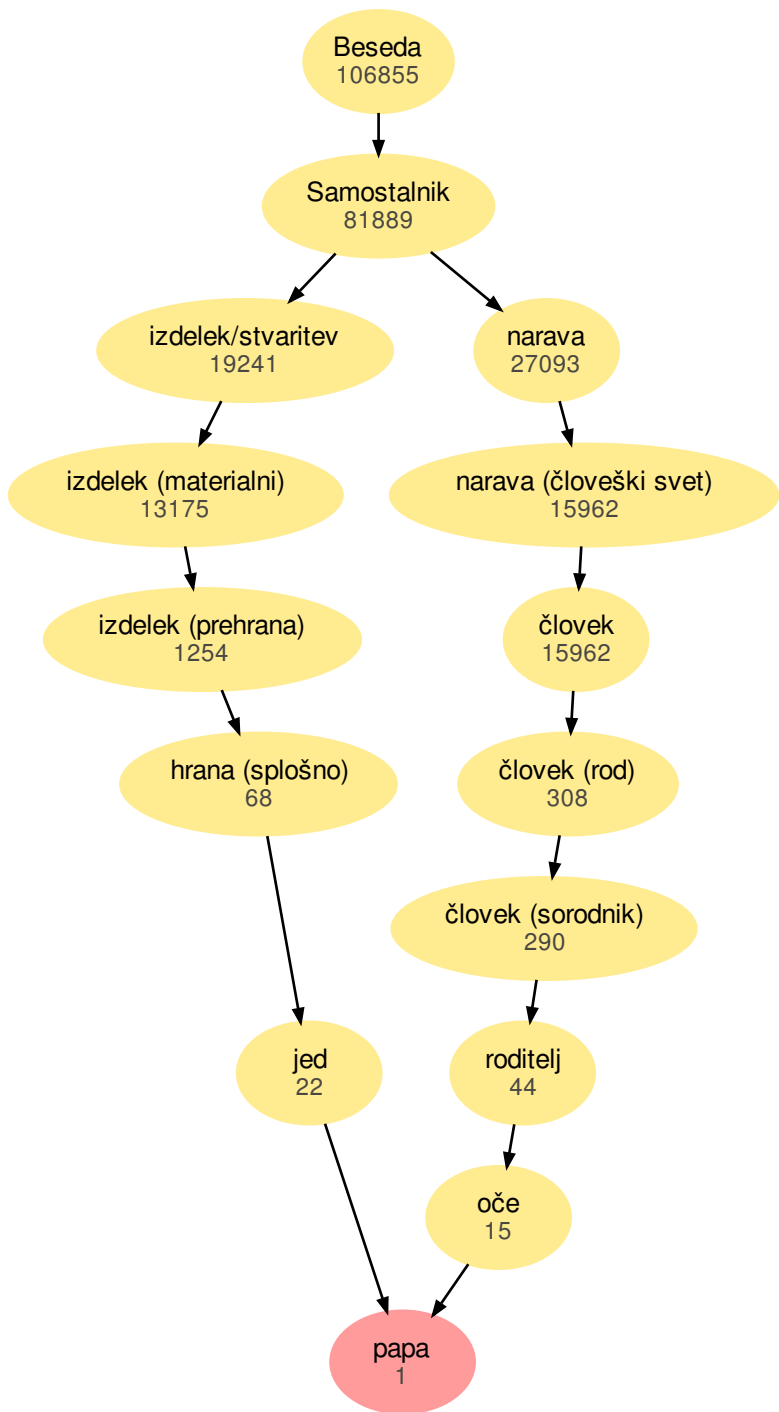 Beseda
106855
Samostalnik
81889
izdelek/stvaritev
19241
narava
27093
izdelek (materialni)
13175
narava (človeški svet)
15962
izdelek (prehrana)
1254
človek
15962
hrana (splošno)
68
človek (rod)
308
človek (sorodnik)
290
jed
22
roditelj
44
oče
15
papa
1